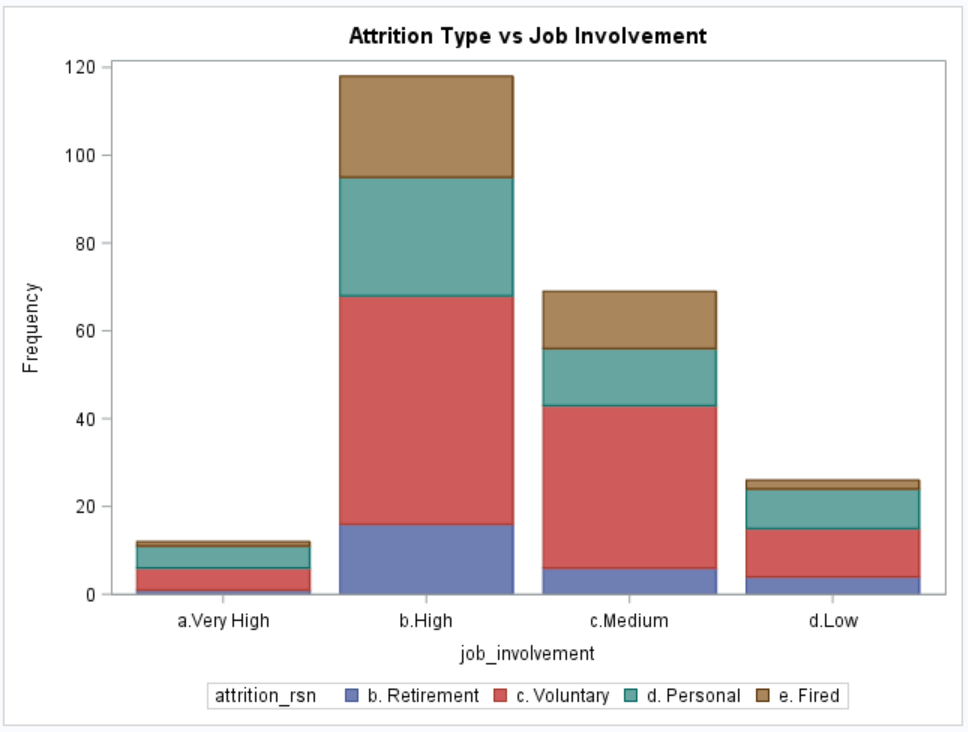 Attrition Type vs Job Involvement
120
100
80
60
40
20
0
Frequency
a.Very High b.High c.Medium d.Low
job_involvement
attrition_rsn b. Retirement c. Voluntary d. Personal e. Fired